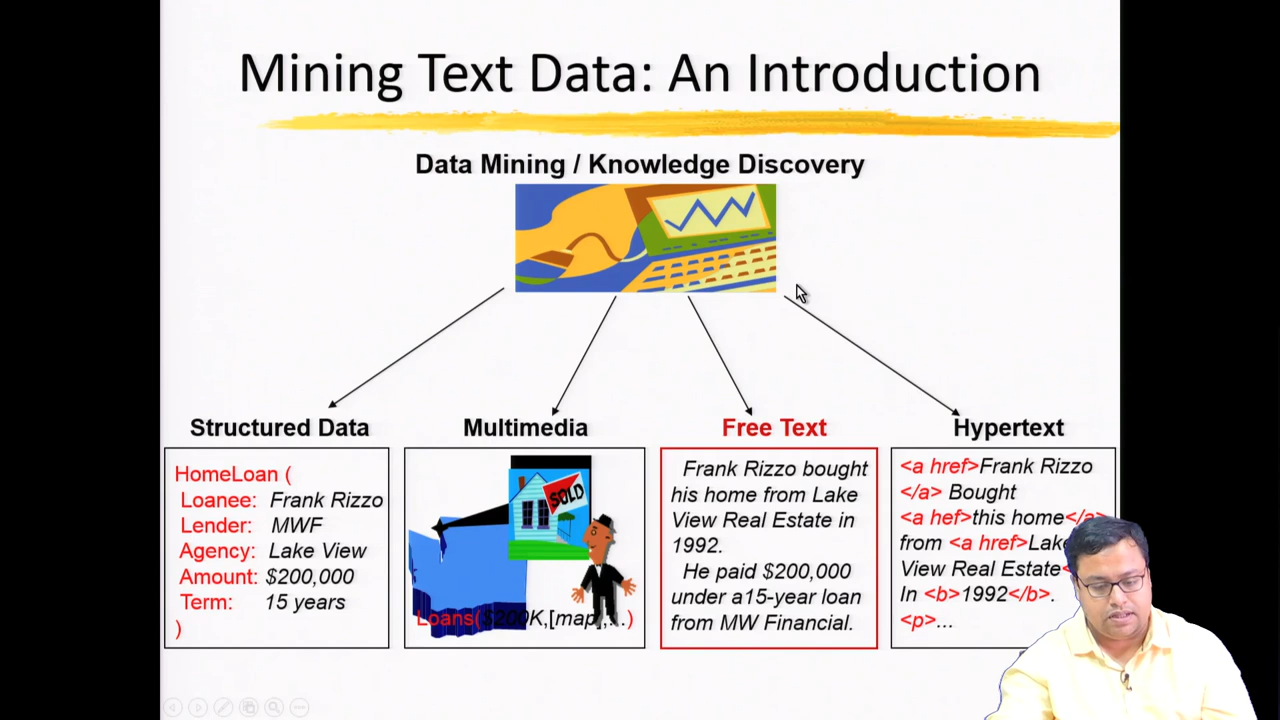 Mining Text Data: An Introduction
Data Mining / Knowledge Discovery
Structured Data
HomeLoan (
Loanee: Frank Rizzo
Lender: MWF
Agency: Lake View
Amount: $200,000
Term: 15 years
)
Multimedia
SOLD
Loans($200K,[map],...)
Free Text
Frank Rizzo bought
his home from Lake
View Real Estate in
1992.
He paid $200,000
under a15-year loan
from MW Financial.
Hypertext
<a href>Frank Rizzo
</a> Bought
<a hef>this home</a>
from <a href>Lake
View Real Estate<
In <b>1992</b>.
<p>...